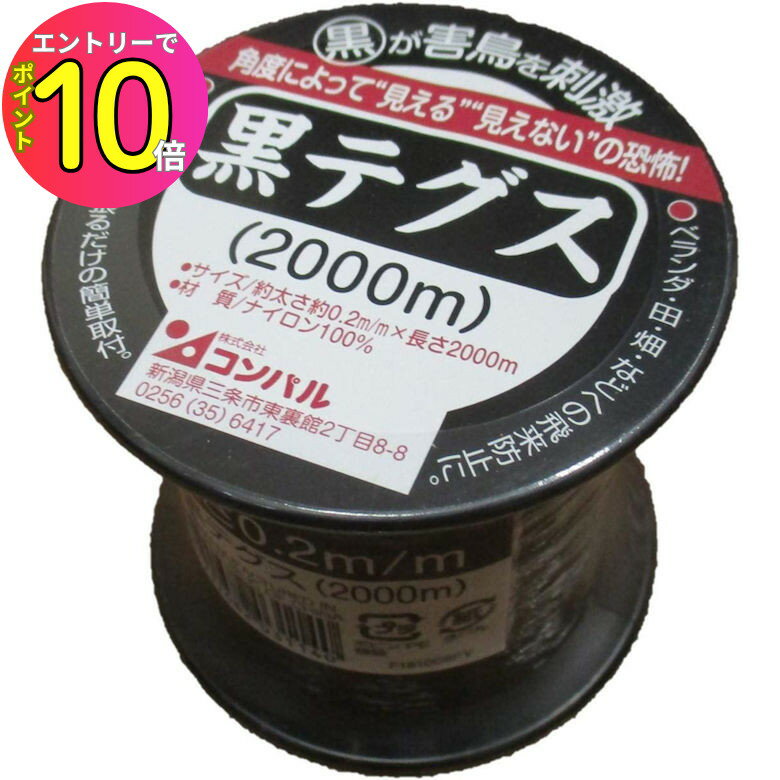 エントリーで
ポイント
10倍
黒が害鳥を刺激
角度によって“見える”“見えない”の恐怖!
黒テグス
(2000m)
●サイズ/約太さ約0.2m/m×長さ2000m
●材 質/ナイロン100%
株式会社
コンパル
新潟県三条市東裏館2丁目8-8
0256(35)6417
●ベランダ・田・畑・などへの飛来防止に。
るだけの簡単取付。
0.2m/m
テグス(2000m)